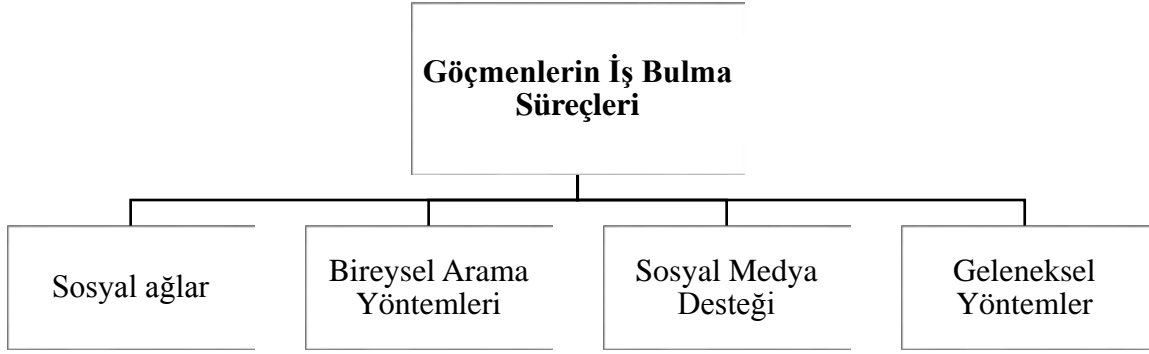 Göçmenlerin İş Bulma
Süreçleri
Sosyal ağlar
Bireysel Arama
Yöntemleri
Sosyal Medya
Desteği
Geleneksel
Yöntemler